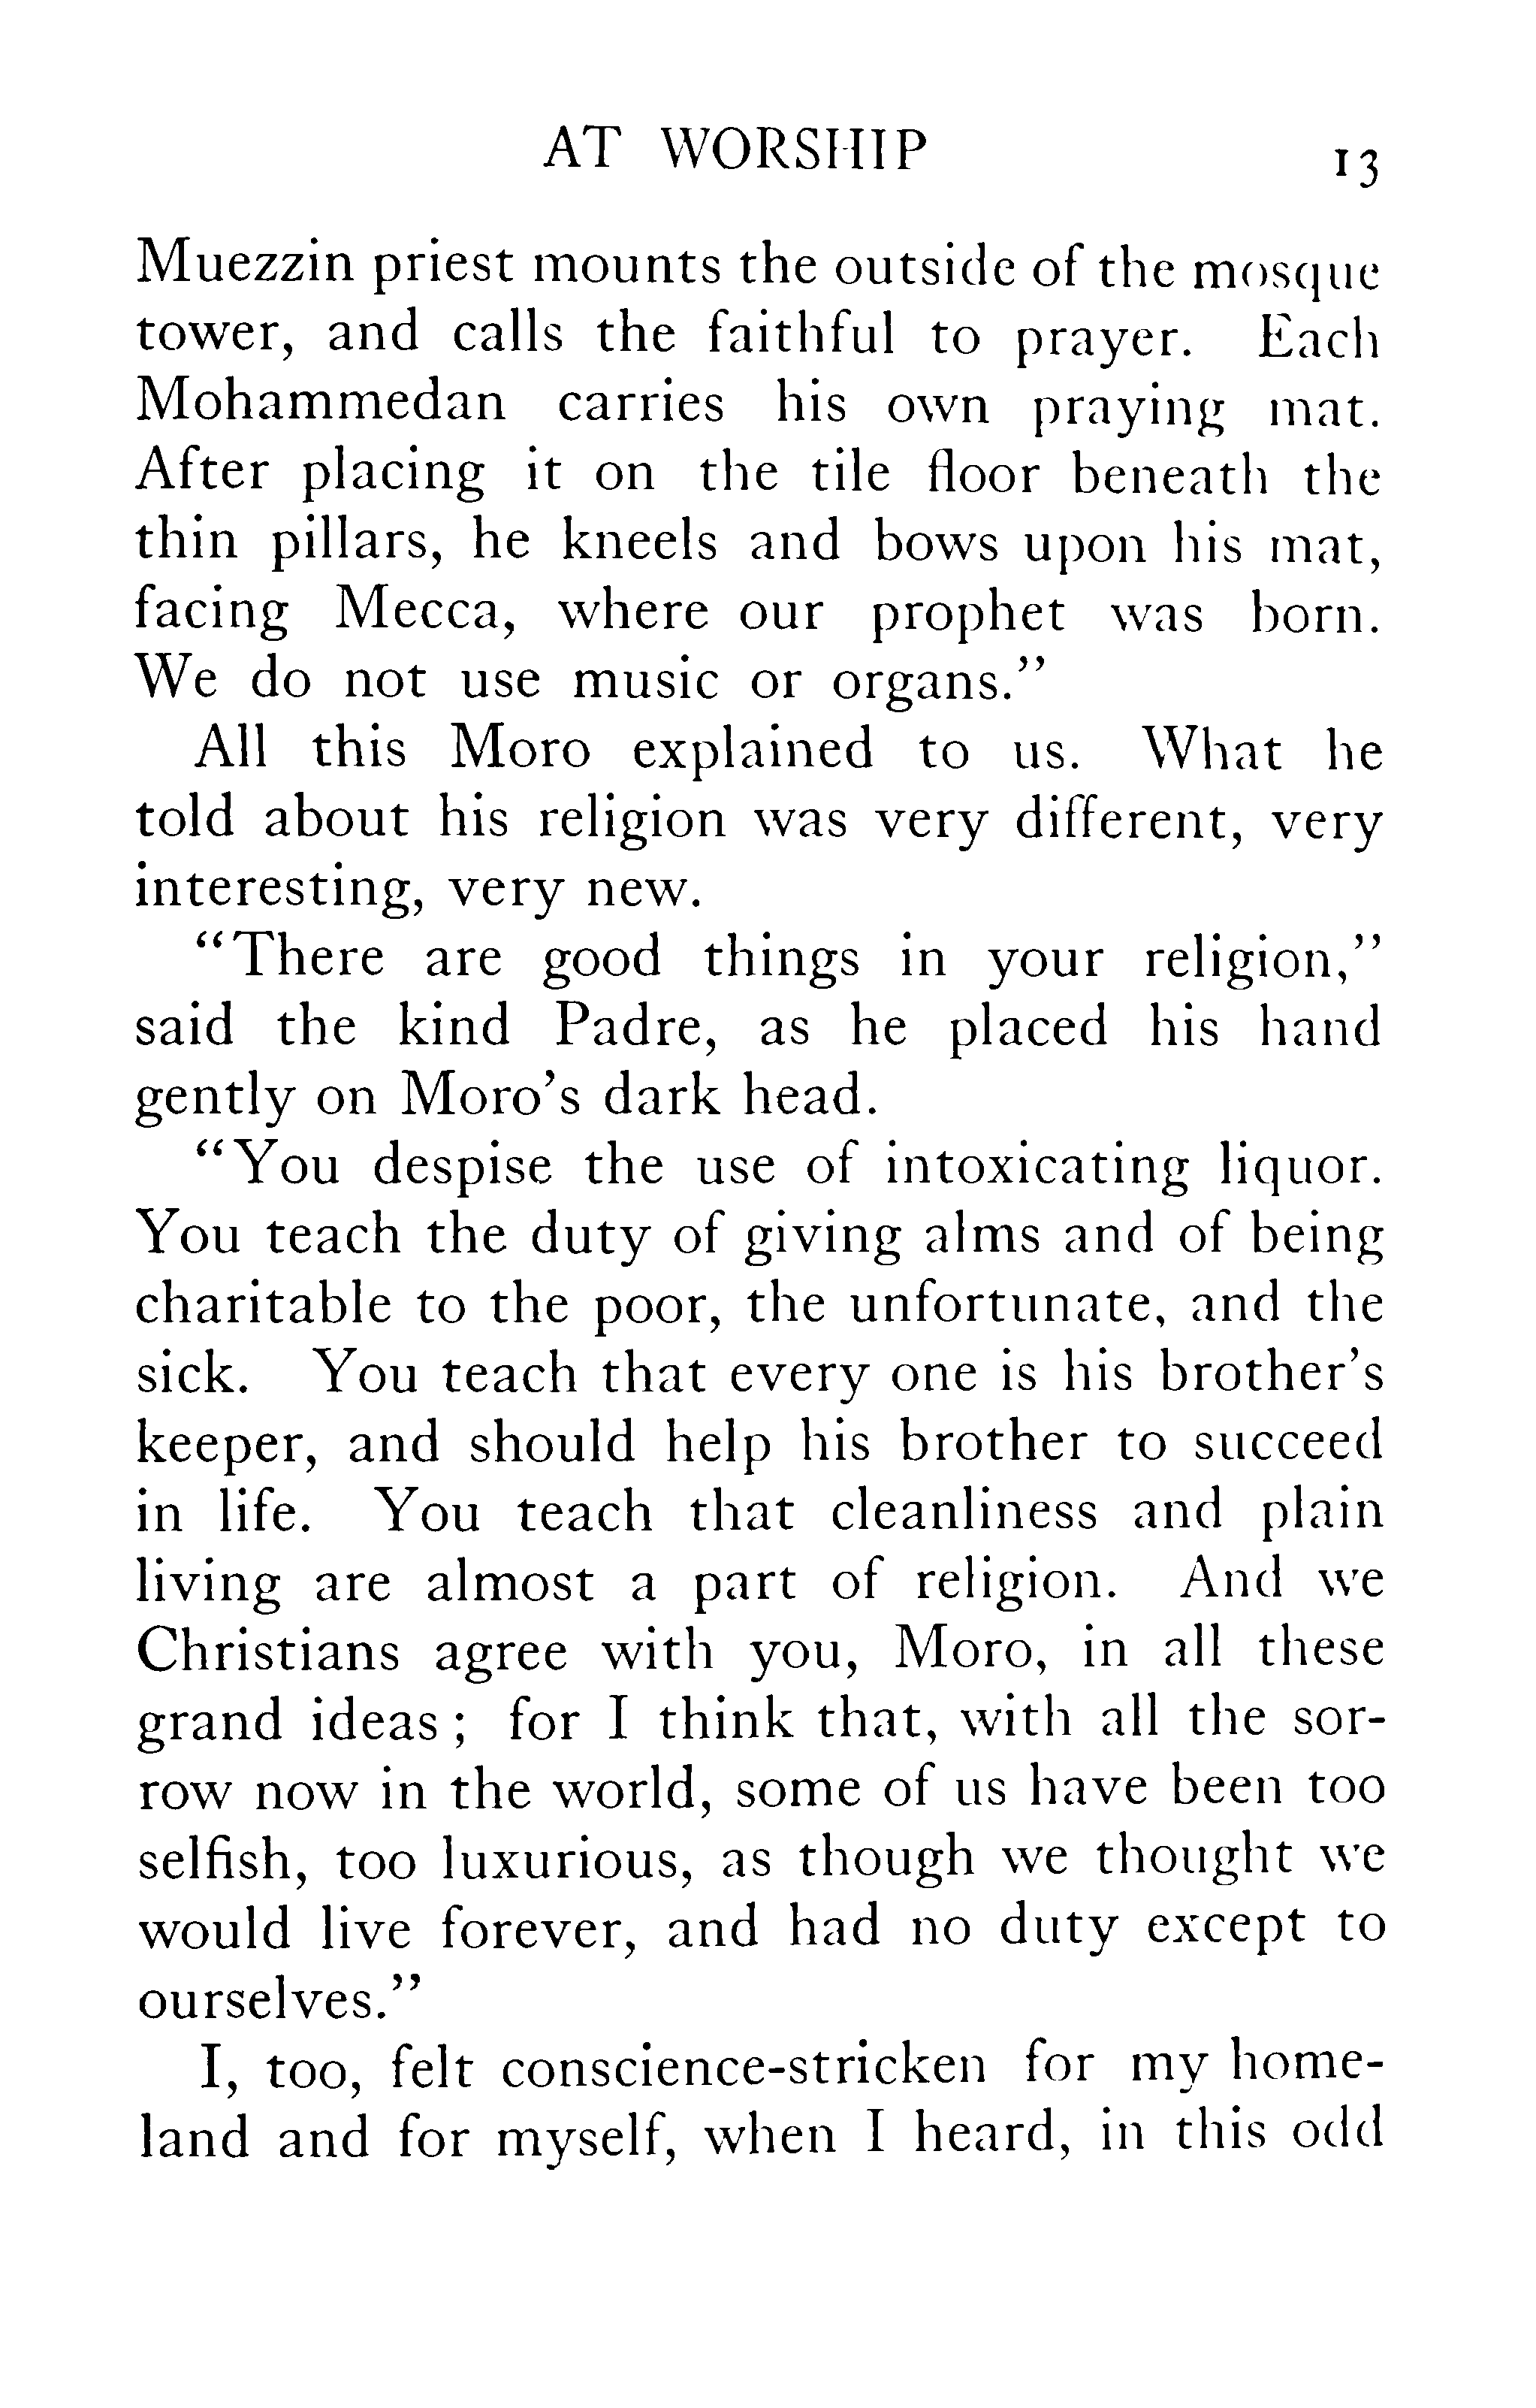 AT WORSHIP 13
Muezzin priest mounts the outside of the mosque
tower, and calls the faithful to prayer. Each
Mohammedan carries his own praying mat.
After placing it on the tile floor beneath the
thin pillars, he kneels and bows upon his mat,
facing Mecca, where our prophet was born.
We do not use music or organs.”
All this Moro explained to us. What he
told about his religion was very different, very
interesting, very new.
“There are good things in your religion,”
said the kind Padre, as he placed his hand
gently on Moro’s dark head.
“You despise the use of intoxicating liquor.
You teach the duty of giving alms and of being
charitable to the poor, the unfortunate, and the
sick. You teach that every one is his brother’s
keeper, and should help his brother to succeed
in life. You teach that cleanliness and plain
living are almost a part of religion. And we
Christians agree with you, Moro, in all these
grand ideas ; for I think that, with all the sor-
row now in the world, some of us have been too
selfish, too luxurious, as though we thought we
would live forever, and had no duty except to
ourselves.”
I, too, felt conscience-stricken for my home-
land and for myself, when I heard, in this odd